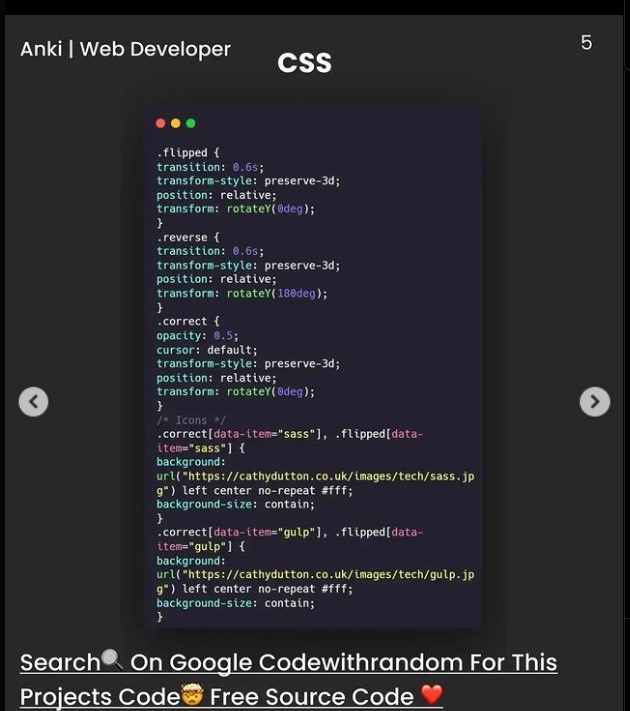 Anki | Web Developer
5
CSS
.flipped {
transition: 0.6s;
transform-style: preserve-3d;
position: relative;
transform: rotateY(0deg);
}
.reverse {
transition: 0.6s;
transform-style: preserve-3d;
position: relative;
transform: rotateY(180deg);
}
.correct {
opacity: 0.5;
cursor: default;
transform-style: preserve-3d;
position: relative;
transform: rotateY(0deg);
}
/* Icons */
.correct[data-item="sass"], .flipped[data-
item="sass"] {
background:
url("https://cathydutton.co.uk/images/tech/sass.jp
g") left center no-repeat #fff;
background-size: contain;
}
.correct[data-item="gulp"], .flipped[data-
item="gulp"] {
background:
url("https://cathydutton.co.uk/images/tech/gulp.jp
g") left center no-repeat #fff;
background-size: contain;
}
Search🔍 On Google Codewithrandom For This
Projects Code🤯 Free Source Code ❤️